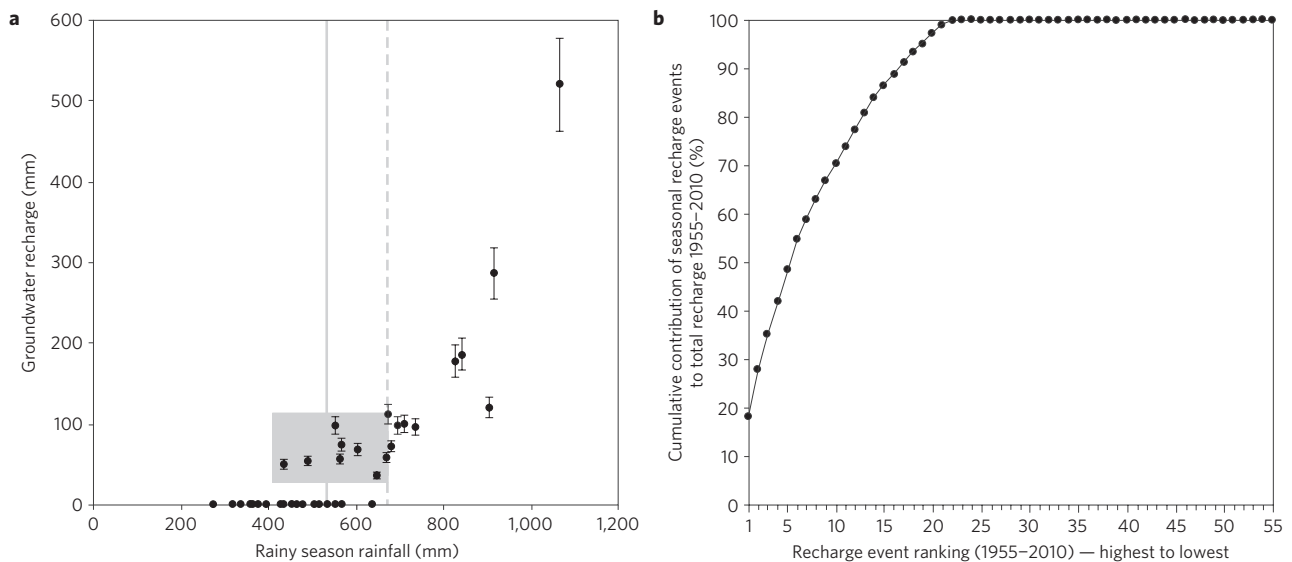 a
600
500
400
300
200
100
0
Groundwater recharge (mm)
0 200 400 600 800 1,000 1,200
Rainy season rainfall (mm)
b
100
90
80
70
60
50
40
30
20
10
0
Cumulative contribution of seasonal recharge events
to total recharge 1955–2010 (%)
1 5 10 15 20 25 30 35 40 45 50 55
Recharge event ranking (1955–2010) — highest to lowest